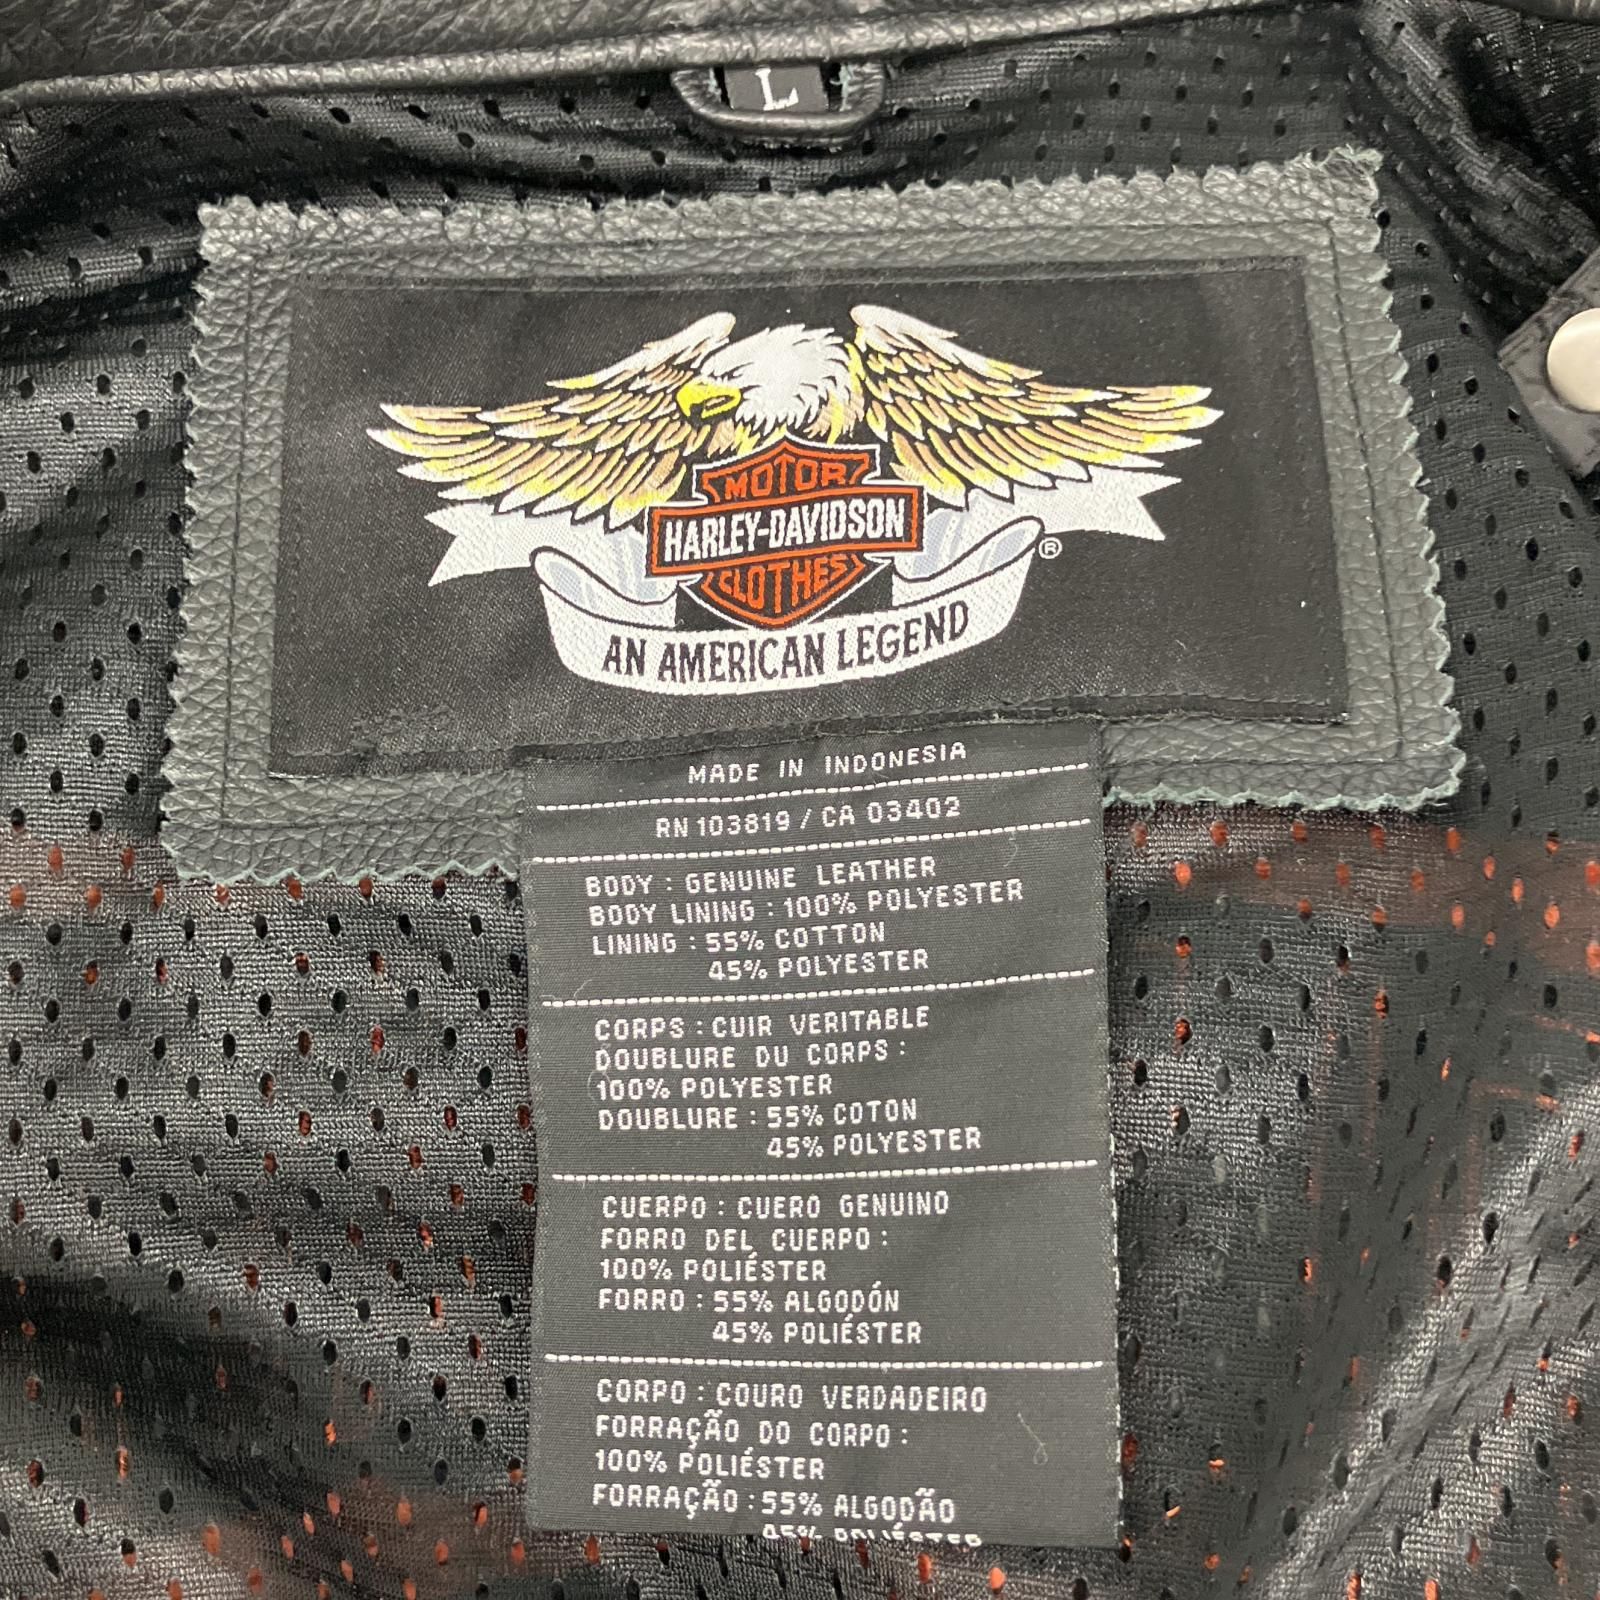 L
MOTOR
HARLEY-DAVIDSON
CLOTHES
®
AN AMERICAN LEGEND
MADE IN INDONESIA
RN 103819 / CA 03402
BODY : GENUINE LEATHER
BODY LINING : 100% POLYESTER
LINING : 55% COTTON
45% POLYESTER
CORPS : CUIR VERITABLE
DOUBLURE DU CORPS :
100% POLYESTER
DOUBLURE : 55% COTON
45% POLYESTER
CUERPO : CUERO GENUINO
FORRO DEL CUERPO :
100% POLIÉSTER
FORRO : 55% ALGODÓN
45% POLIÉSTER
CORPO : COURO VERDADEIRO
FORRAÇÃO DO CORPO :
100% POLIÉSTER
FORRAÇÃO : 55% ALGODÃO
45% POLIÉSTER